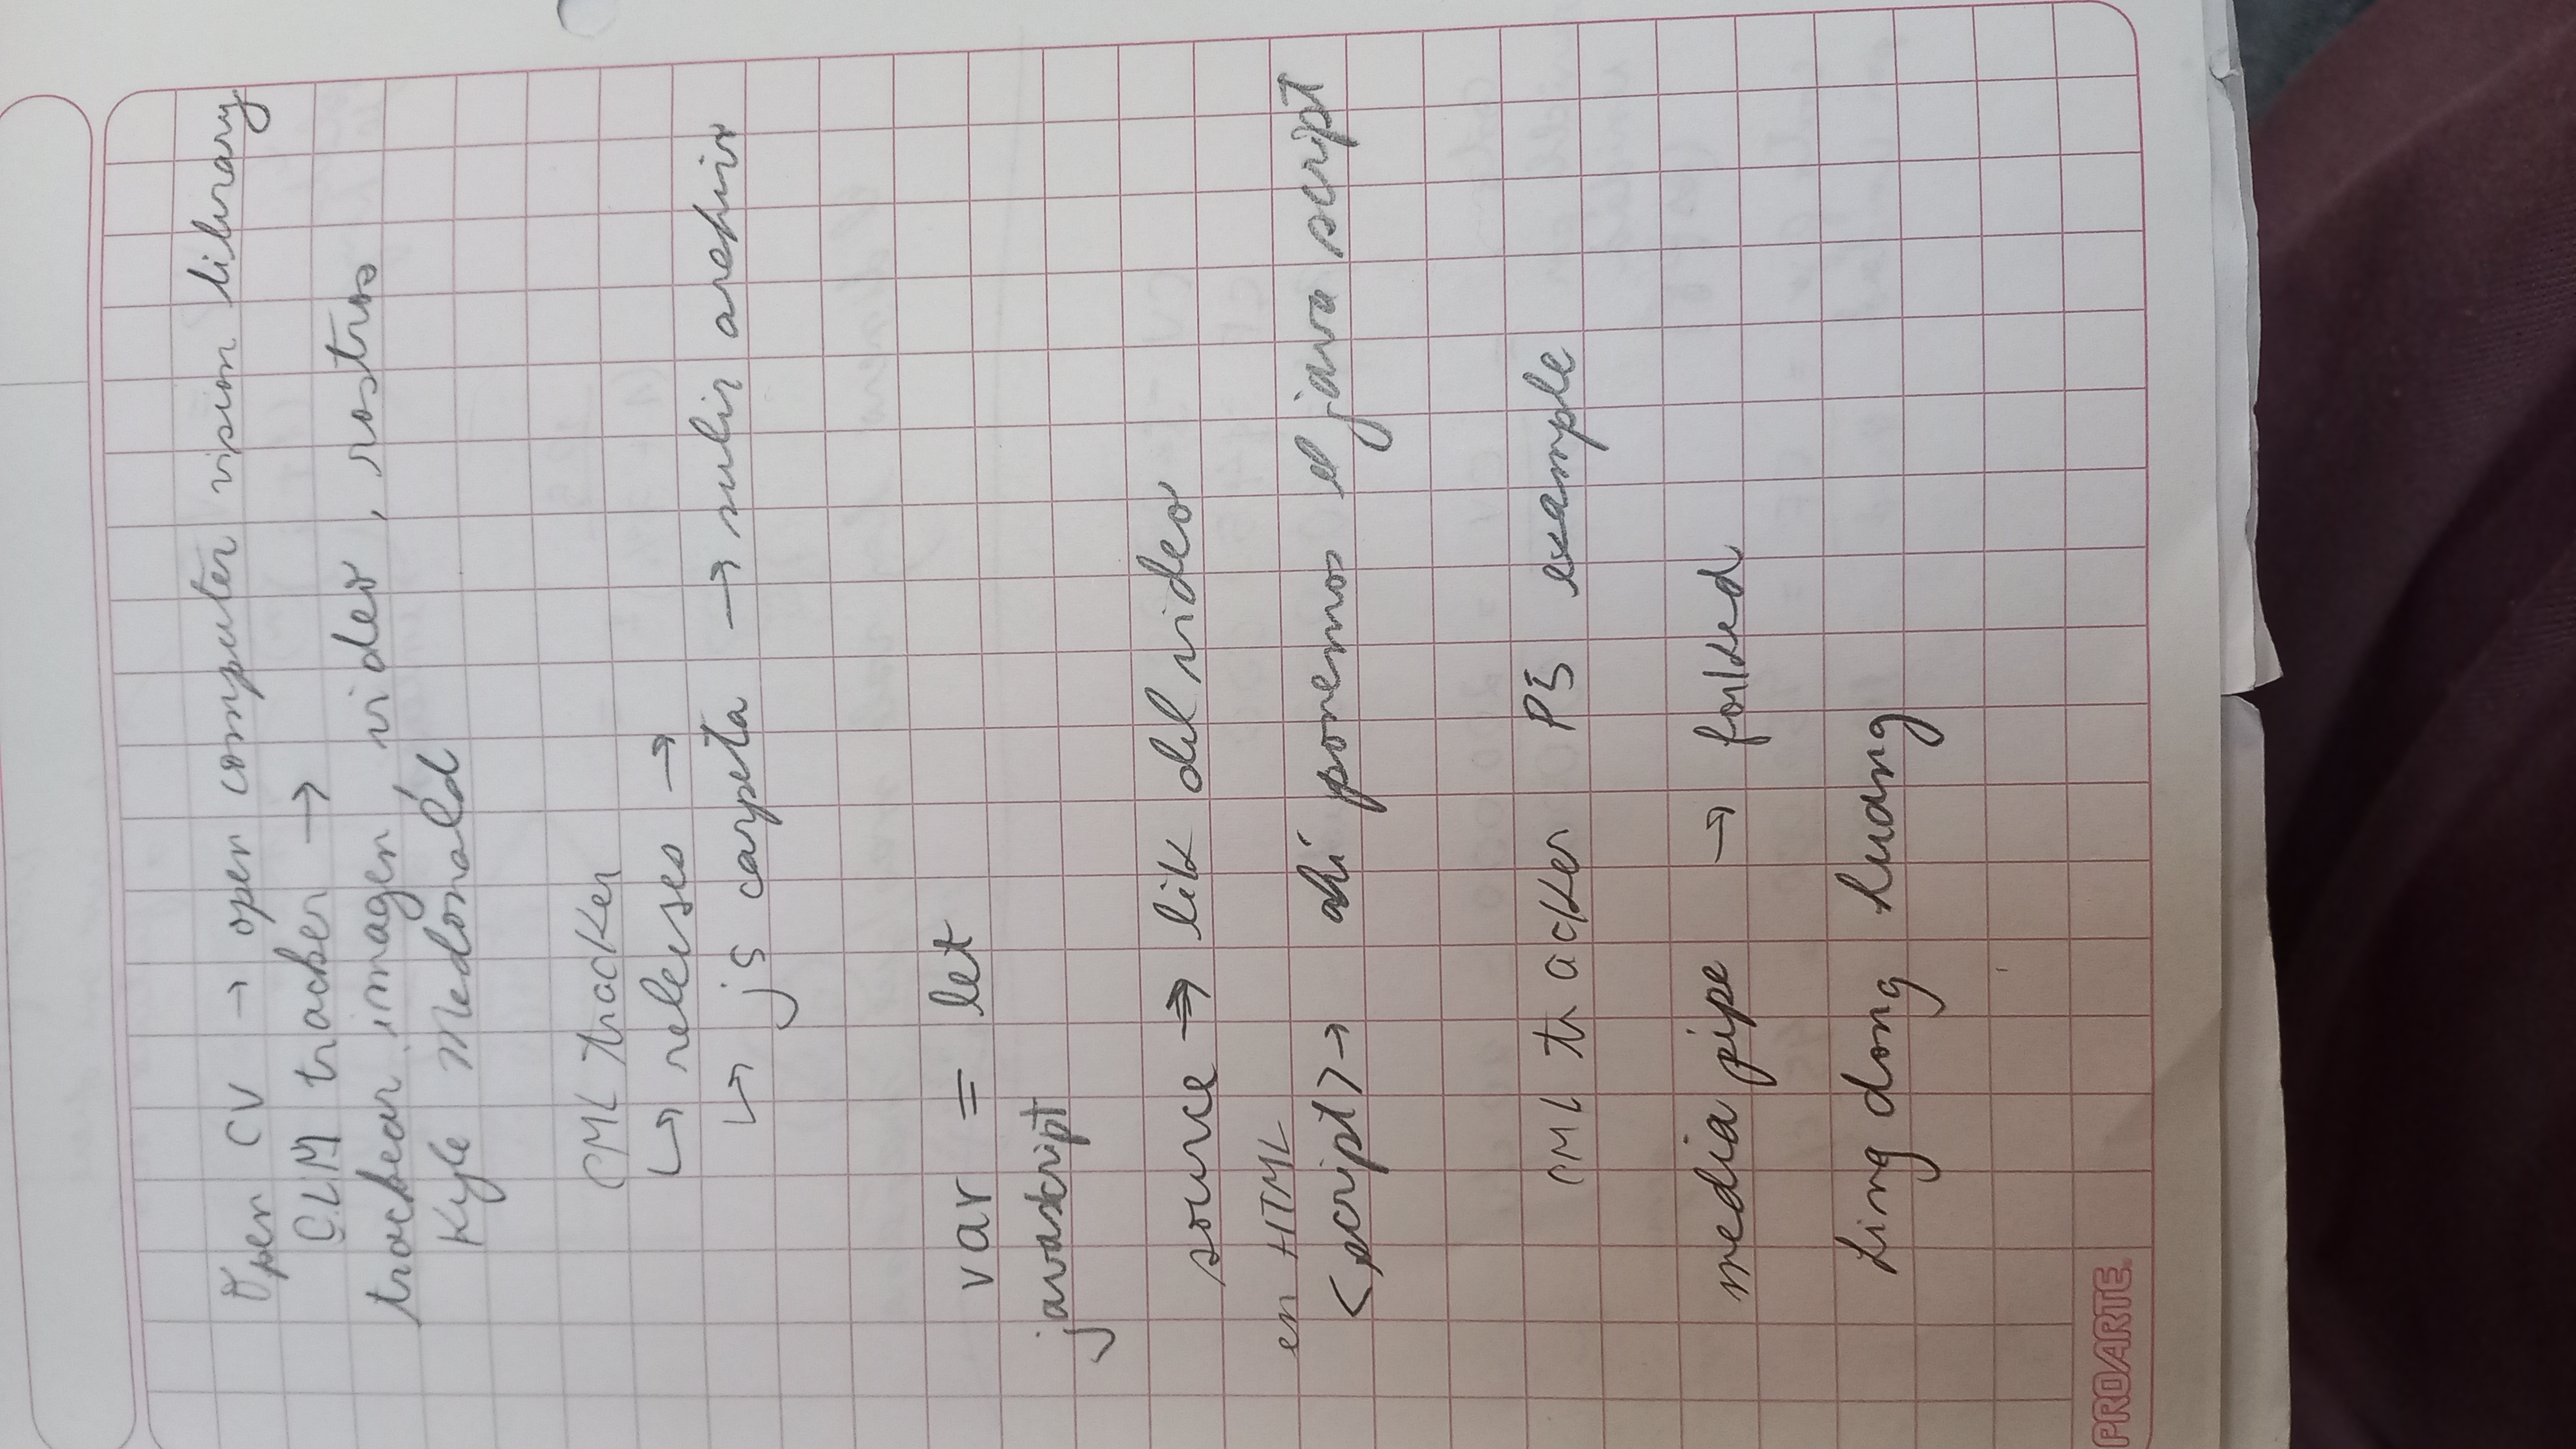 Open CV → open computer vision library
CLM tracker →
trackear imagen, video, rostros
Kyle Mcdonald
CML tracker
↳ releases →
↳ js carpeta → subir archivo
var = let
javascript
source → lik del video
en HTML
<script> → ahí ponemos el java script
CML tracker P5 example
media pipe → forked
Ling dong huang
PROARTE